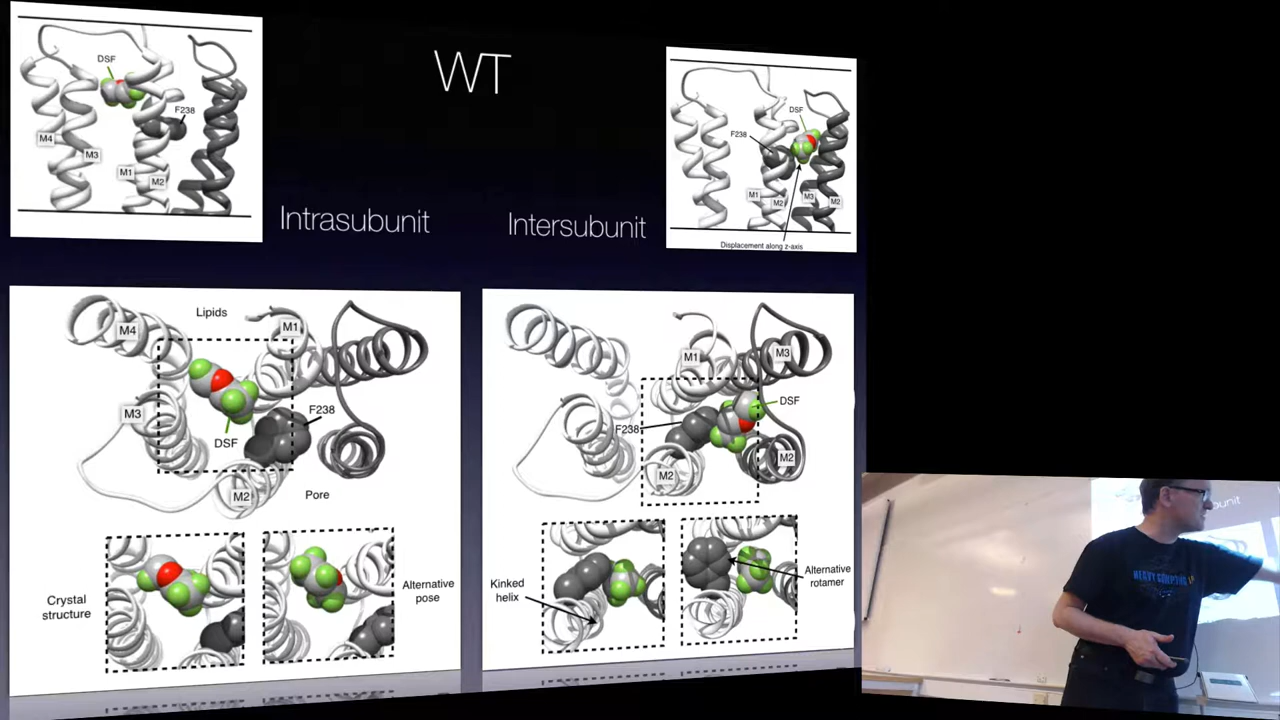 WT
DSF
F238
M4
M3
M1
M2
DSF
F238
M1
M2
M3
M2
Displacement along z-axis
Intrasubunit
Intersubunit
Lipids
M4
M1
M3
F238
DSF
M2
Pore
Crystal
structure
Alternative
pose
M1
M3
DSF
F238
M2
M2
Kinked
helix
Alternative
rotamer